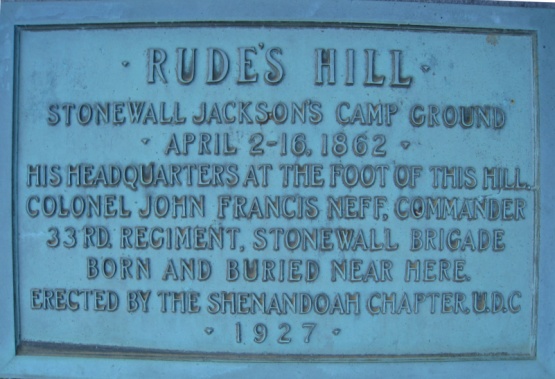 · RUDE'S HILL ·
STONEWALL JACKSON'S CAMP GROUND
· APRIL 2-16, 1862 ·
HIS HEADQUARTERS AT THE FOOT OF THIS HILL.
COLONEL JOHN FRANCIS NEFF, COMMANDER
33RD. REGIMENT, STONEWALL BRIGADE
BORN AND BURIED NEAR HERE.
ERECTED BY THE SHENANDOAH CHAPTER. U.D.C
· 1927 ·